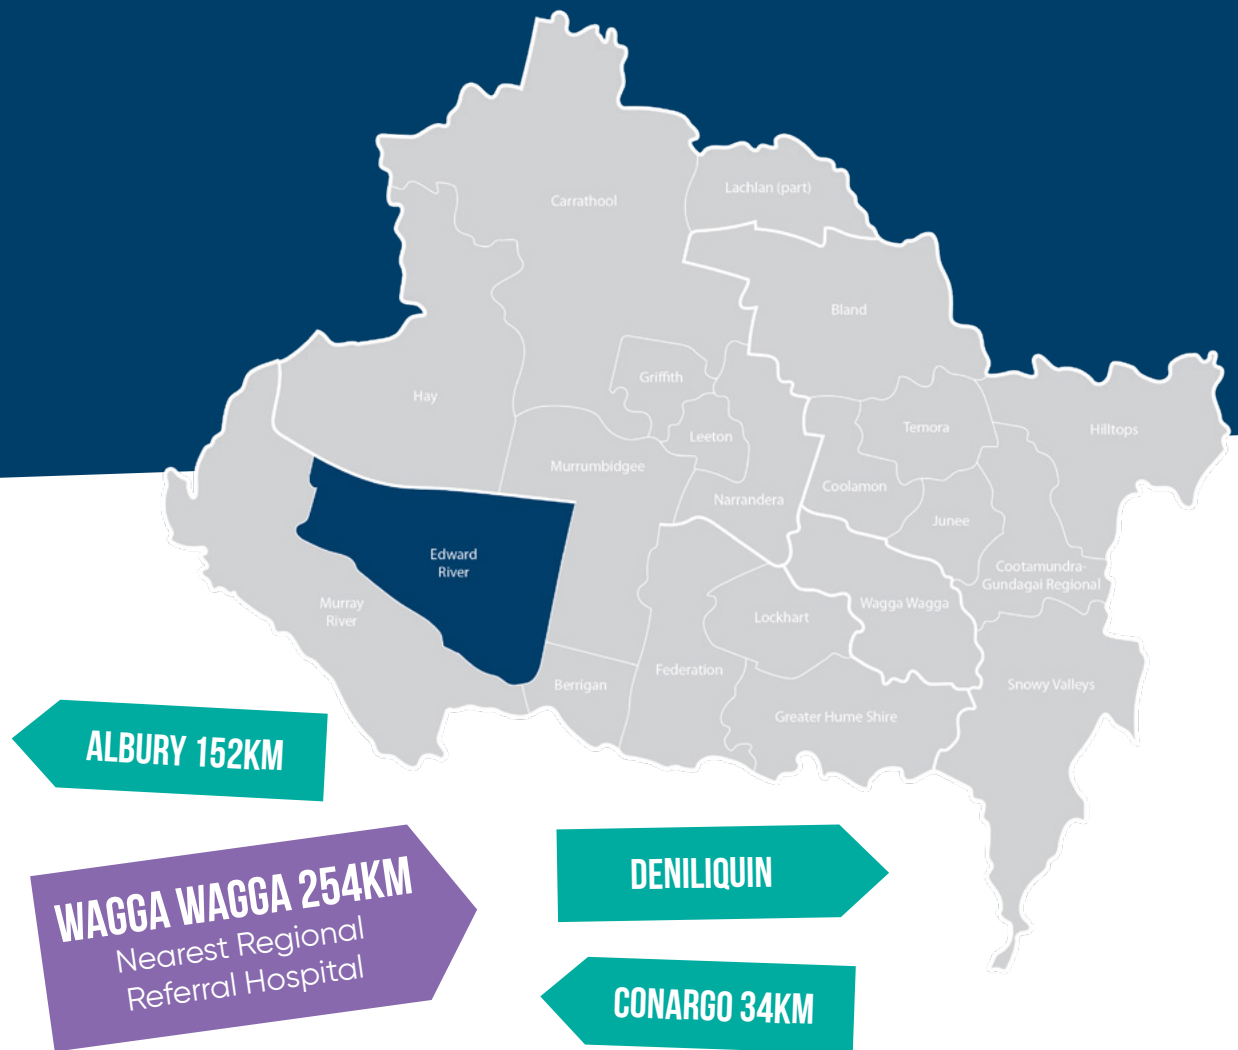 Carrathool
Lachlan (part)
Bland
Griffith
Hay
Leeton
Temora
Hilltops
Murrumbidgee
Coolamon
Narrandera
Junee
Edward
River
Cootamundra-
Gundagai Regional
Murray
River
Lockhart
Wagga Wagga
Federation
Berrigan
Snowy Valleys
Greater Hume Shire
ALBURY 152KM
WAGGA WAGGA 254KM
Nearest Regional
Referral Hospital
DENILIQUIN
CONARGO 34KM